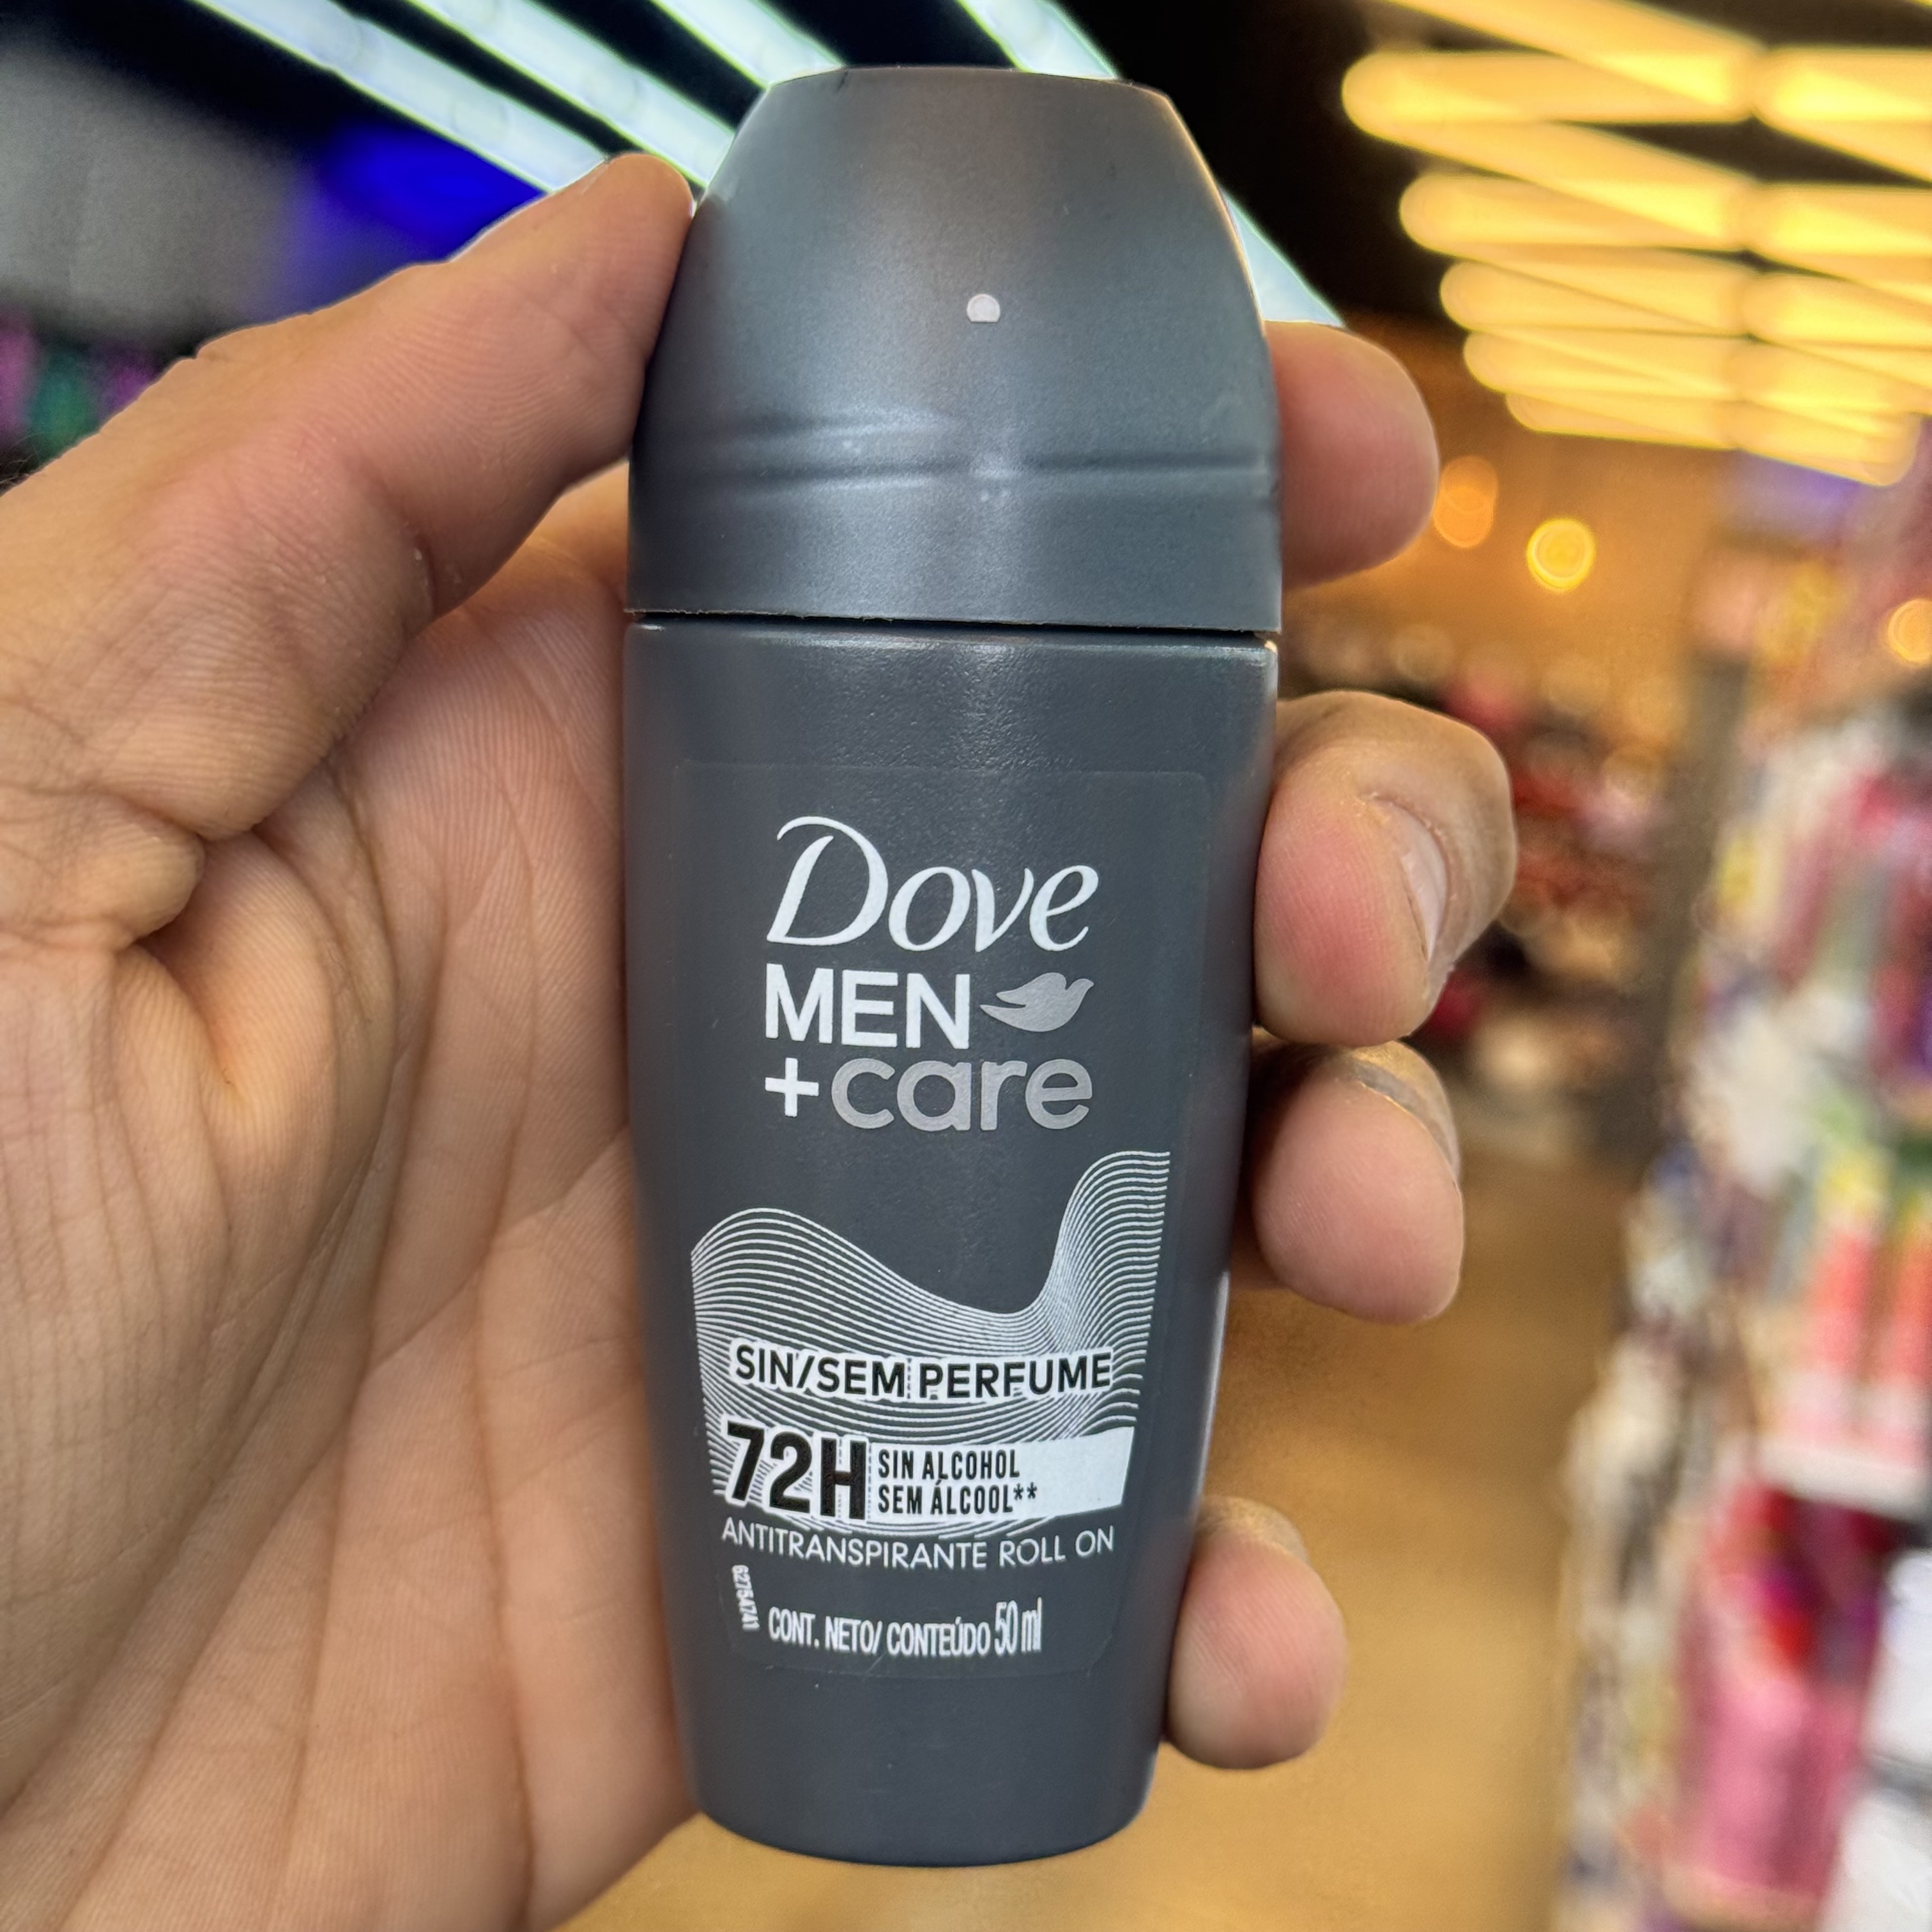 Dove
MEN
+care
SIN/SEM PERFUME
72H SIN ALCOHOL
SEM ÁLCOOL**
ANTITRANSPIRANTE ROLL ON
62754741
CONT. NETO/ CONTEÚDO 50 ml